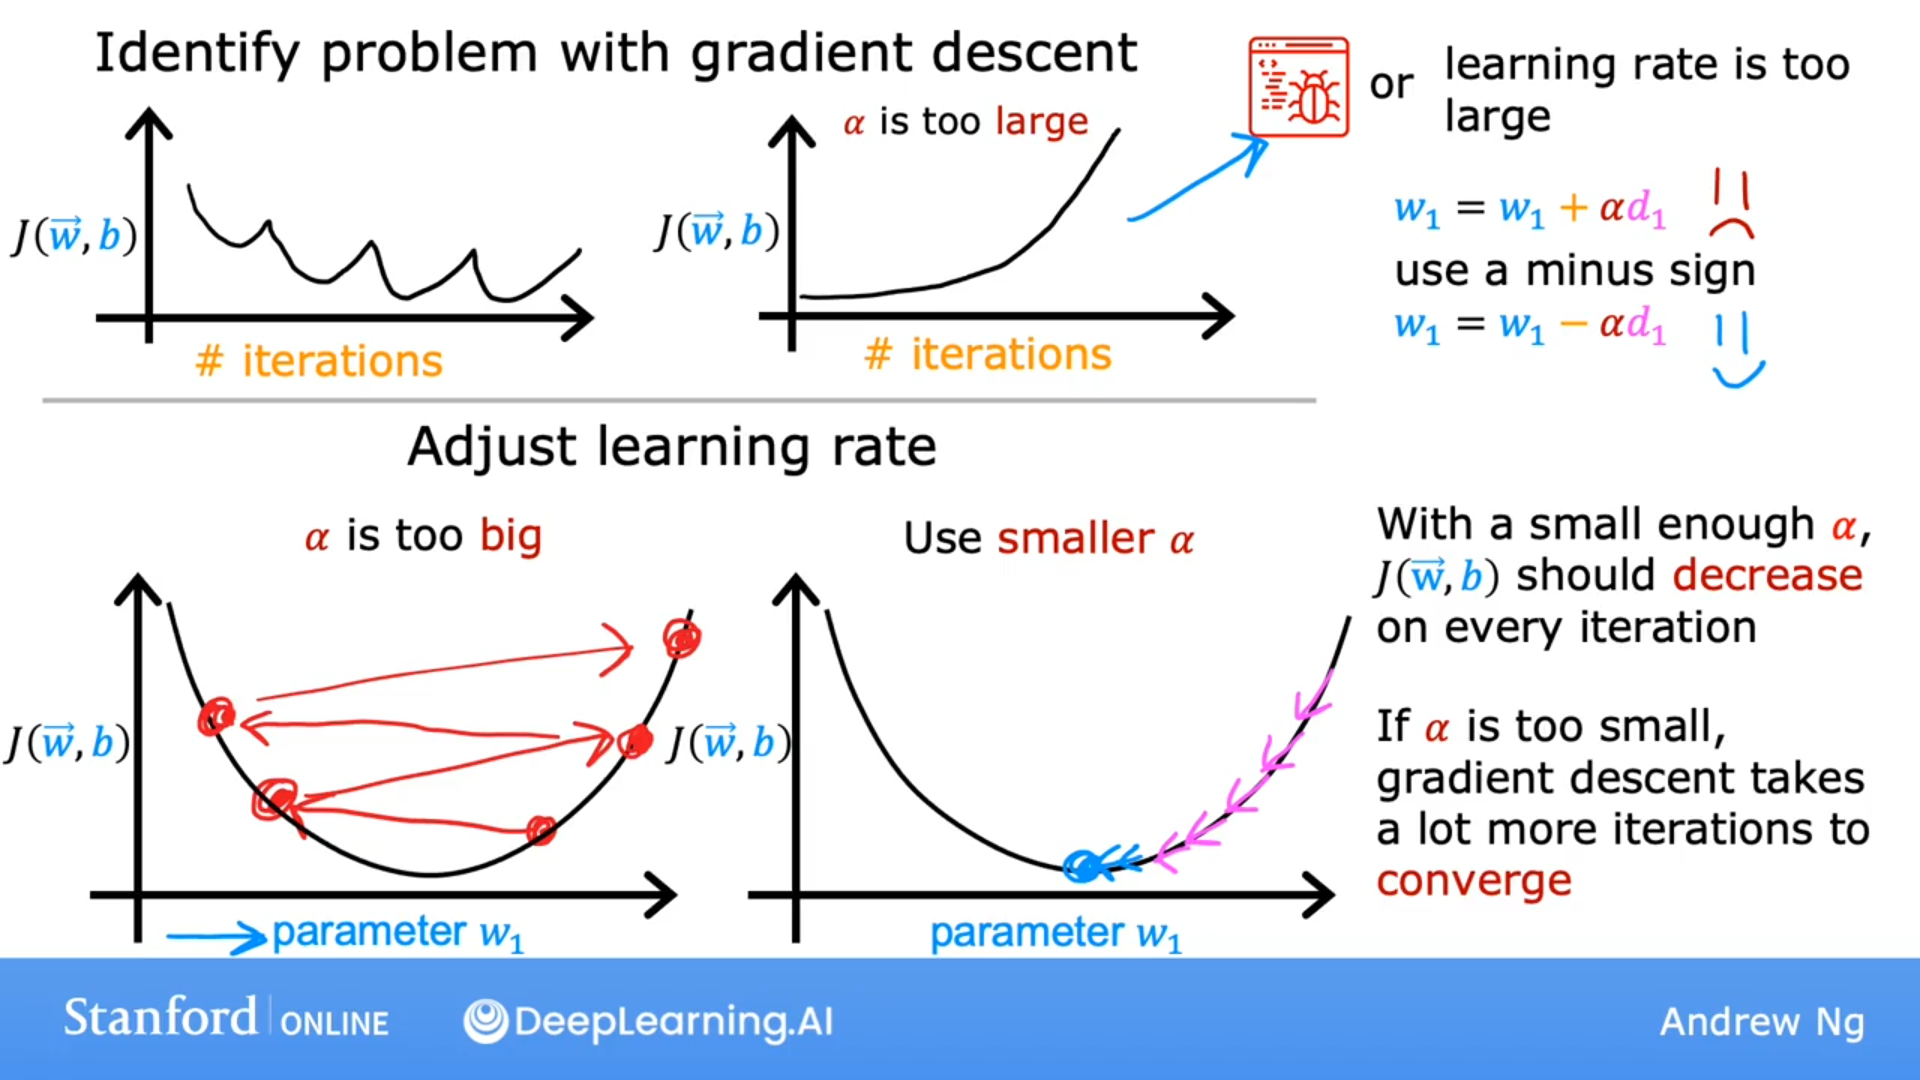 Identify problem with gradient descent
J(w⃗, b)
# iterations
α is too large
J(w⃗, b)
# iterations
or
learning rate is too
large
w₁ = w₁ + αd₁
use a minus sign
w₁ = w₁ − αd₁
Adjust learning rate
α is too big
J(w⃗, b)
parameter w₁
Use smaller α
J(w⃗, b)
parameter w₁
With a small enough α,
J(w⃗, b) should decrease
on every iteration
If α is too small,
gradient descent takes
a lot more iterations to
converge
Stanford ONLINE
DeepLearning.AI
Andrew Ng